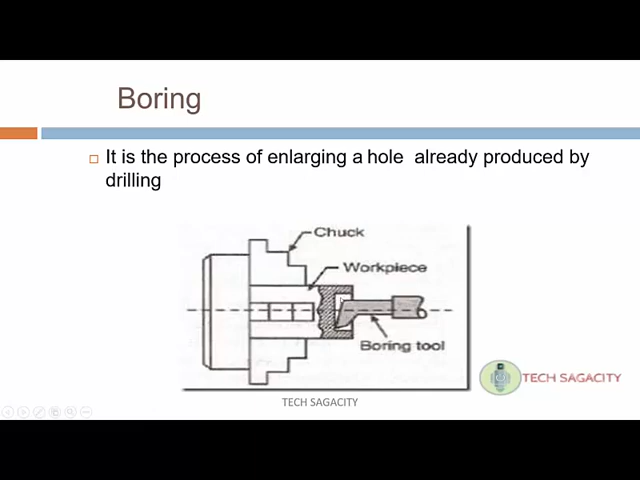 Boring
It is the process of enlarging a hole already produced by
drilling
Chuck
Workpiece
Boring tool
TECH SAGACITY
TECH SAGACITY